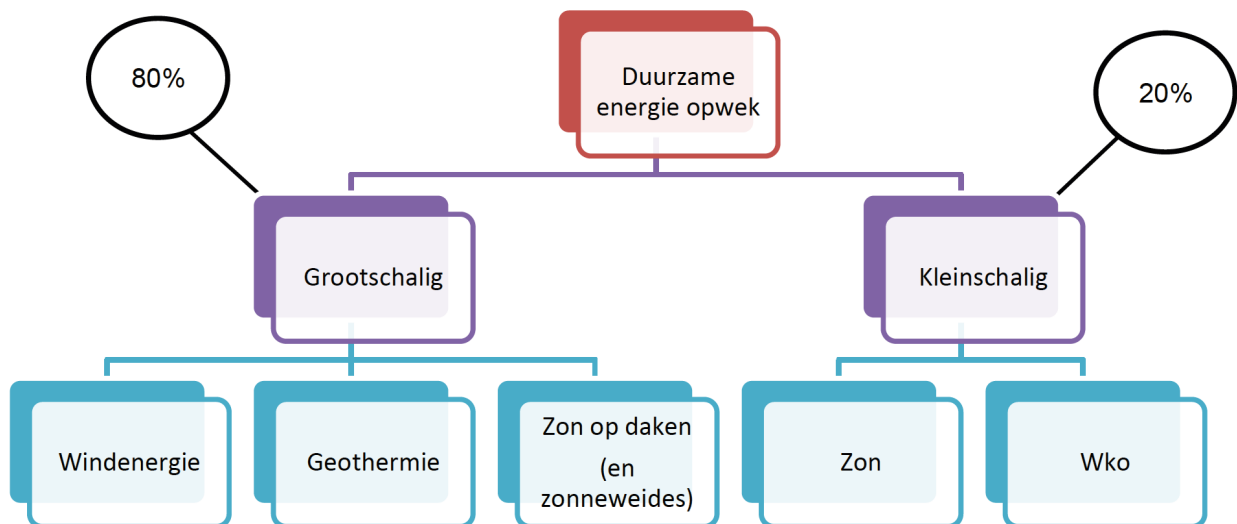 80%
Duurzame
energie opwek
20%
Grootschalig
Kleinschalig
Windenergie
Geothermie
Zon op daken
(en
zonneweides)
Zon
Wko